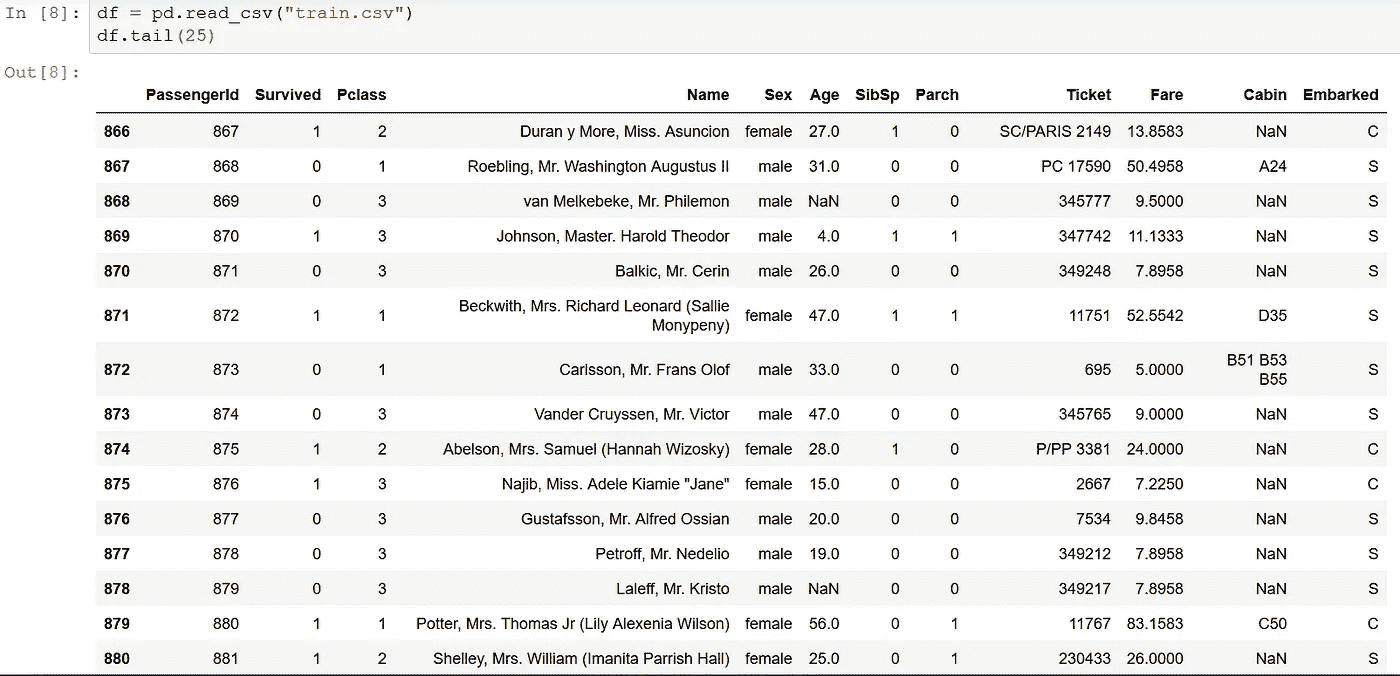 In [8]: df = pd.read_csv("train.csv")
df.tail(25)
Out[8]:
PassengerId Survived Pclass Name Sex Age SibSp Parch Ticket Fare Cabin Embarked
866 867 1 2 Duran y More, Miss. Asuncion female 27.0 1 0 SC/PARIS 2149 13.8583 NaN C
867 868 0 1 Roebling, Mr. Washington Augustus II male 31.0 0 0 PC 17590 50.4958 A24 S
868 869 0 3 van Melkebeke, Mr. Philemon male NaN 0 0 345777 9.5000 NaN S
869 870 1 3 Johnson, Master. Harold Theodor male 4.0 1 1 347742 11.1333 NaN S
870 871 0 3 Balkic, Mr. Cerin male 26.0 0 0 349248 7.8958 NaN S
871 872 1 1 Beckwith, Mrs. Richard Leonard (Sallie
Monypeny) female 47.0 1 1 11751 52.5542 D35 S
872 873 0 1 Carlsson, Mr. Frans Olof male 33.0 0 0 695 5.0000 B51 B53
B55 S
873 874 0 3 Vander Cruyssen, Mr. Victor male 47.0 0 0 345765 9.0000 NaN S
874 875 1 2 Abelson, Mrs. Samuel (Hannah Wizosky) female 28.0 1 0 P/PP 3381 24.0000 NaN C
875 876 1 3 Najib, Miss. Adele Kiamie "Jane" female 15.0 0 0 2667 7.2250 NaN C
876 877 0 3 Gustafsson, Mr. Alfred Ossian male 20.0 0 0 7534 9.8458 NaN S
877 878 0 3 Petroff, Mr. Nedelio male 19.0 0 0 349212 7.8958 NaN S
878 879 0 3 Laleff, Mr. Kristo male NaN 0 0 349217 7.8958 NaN S
879 880 1 1 Potter, Mrs. Thomas Jr (Lily Alexenia Wilson) female 56.0 0 1 11767 83.1583 C50 C
880 881 1 2 Shelley, Mrs. William (Imanita Parrish Hall) female 25.0 0 1 230433 26.0000 NaN S